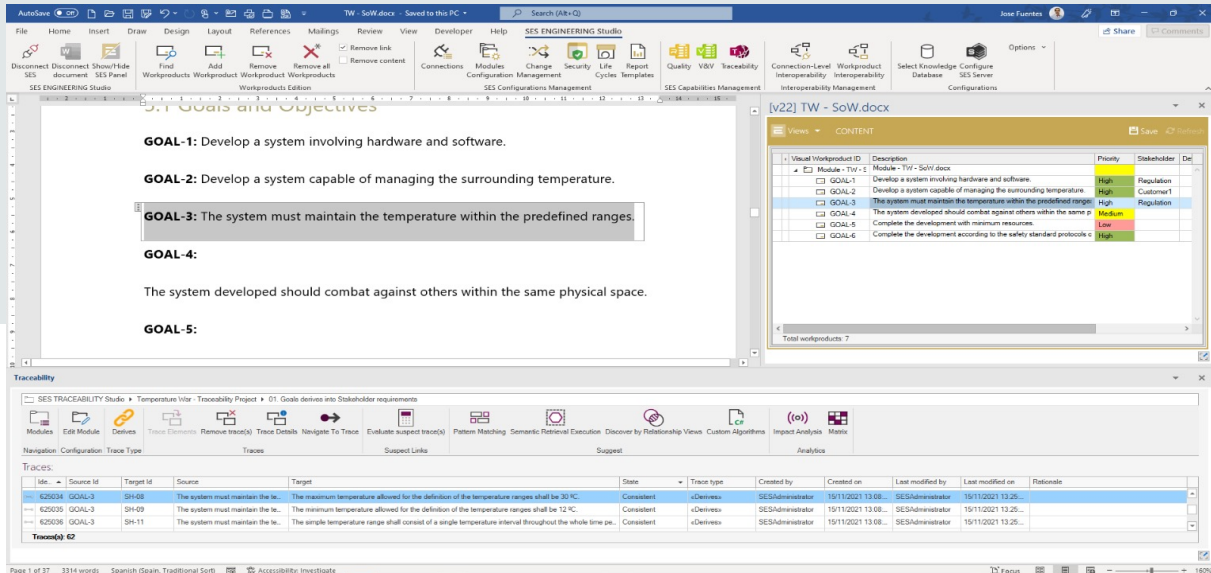 AutoSave On TW - SoW.docx - Saved to this PC Search (Alt+Q) Jose Fuentes
File Home Insert Draw Design Layout References Mailings Review View Developer Help SES ENGINEERING Studio Share Comments
Disconnect SES Disconnect document Show/Hide SES Panel
Find Workproducts Add Workproduct Remove Workproduct Remove all Workproducts
Remove link
Remove content
Connections Modules Configuration Change Management Security Life Cycles Report Templates
Quality V&V Traceability
Connection-Level Interoperability Workproduct Interoperability
Select Knowledge Database Configure SES Server Options
SES ENGINEERING Studio Workproducts Edition SES Configurations Management SES Capabilities Management Interoperability Management Configurations
5.1 Goals and Objectives
GOAL-1: Develop a system involving hardware and software.
GOAL-2: Develop a system capable of managing the surrounding temperature.
GOAL-3: The system must maintain the temperature within the predefined ranges.
GOAL-4:
The system developed should combat against others within the same physical space.
GOAL-5:
[v22] TW - SoW.docx
Views CONTENT Save Refresh
Visual Workproduct ID Description Priority Stakeholder De
Module - TW - S Module - TW - SoW.docx
GOAL-1 Develop a system involving hardware and software. High Regulation
GOAL-2 Develop a system capable of managing the surrounding temperature. High Customer1
GOAL-3 The system must maintain the temperature within the predefined ranges High Regulation
GOAL-4 The system developed should combat against others within the same p Medium
GOAL-5 Complete the development with minimum resources. Low
GOAL-6 Complete the development according to the safety standard protocols c High
Total workproducts: 7
Traceability
SES TRACEABILITY Studio Temperature War - Traceability Project 01. Goals derives into Stakeholder requirements
Modules Edit Module Derives Trace Elements Remove trace(s) Trace Details Navigate To Trace Evaluate suspect trace(s) Pattern Matching Semantic Retrieval Execution Discover by Relationship Views Custom Algorithms Impact Analysis Matrix
Navigation Configuration Trace Type Traces Suspect Links Suggest Analytics
Traces:
Ide... Source Id Target Id Source Target State Trace type Created by Created on Last modified by Last modified on Rationale
625034 GOAL-3 SH-08 The system must maintain the te... The maximum temperature allowed for the definition of the temperature ranges shall be 30 ºC. Consistent «Derives» SESAdministrator 15/11/2021 13:08... SESAdministrator 15/11/2021 13:25:...
625035 GOAL-3 SH-09 The system must maintain the te... The minimum temperature allowed for the definition of the temperature ranges shall be 12 ºC. Consistent «Derives» SESAdministrator 15/11/2021 13:08... SESAdministrator 15/11/2021 13:25:...
625036 GOAL-3 SH-11 The system must maintain the te... The simple temperature range shall consist of a single temperature interval throughout the whole time pe... Consistent «Derives» SESAdministrator 15/11/2021 13:08... SESAdministrator 15/11/2021 13:25:...
Traces(s): 62
Page 1 of 37 3314 words Spanish (Spain, Traditional Sort) Accessibility: Investigate Focus 160%